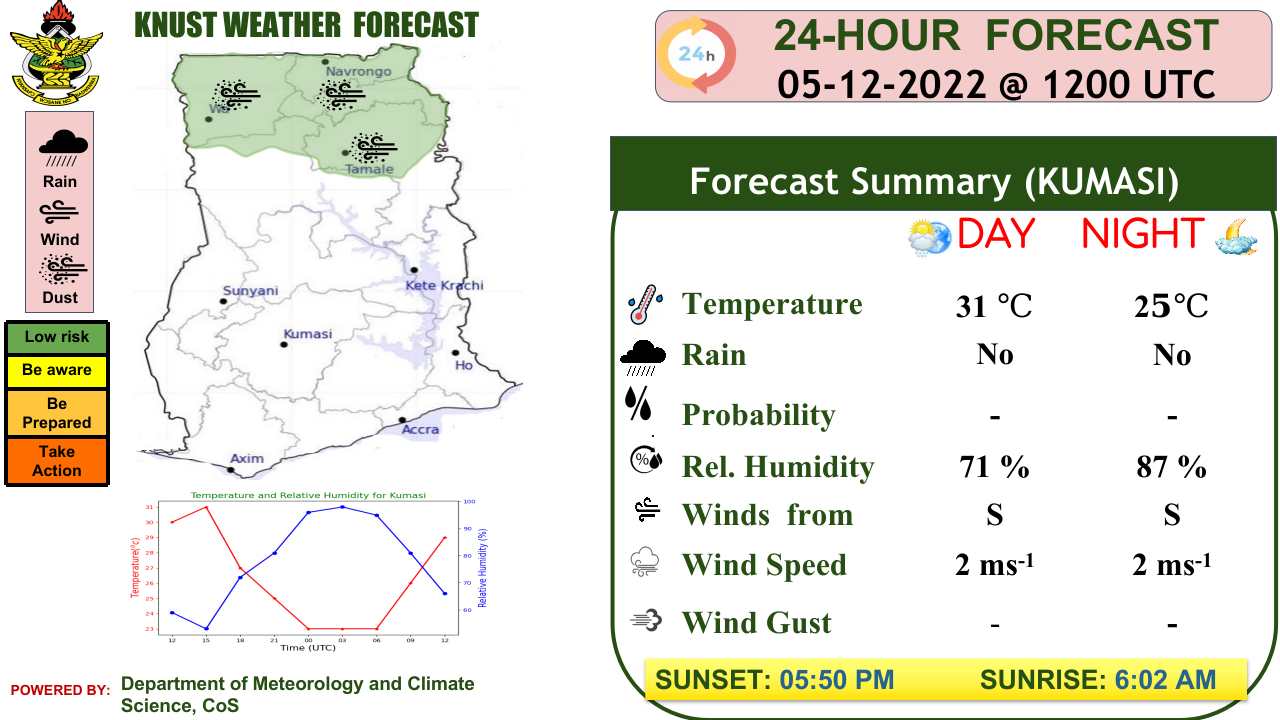 KNUST WEATHER FORECAST
24h
24-HOUR FORECAST
05-12-2022 @ 1200 UTC
Rain
Wind
Dust
Low risk
Be aware
Be
Prepared
Take
Action
Navrongo
Wa
Tamale
Kete Krachi
Sunyani
Kumasi
Ho
Accra
Axim
Forecast Summary (KUMASI)
DAY NIGHT
Temperature 31 °C 25°C
Rain No No
Probability - -
% Rel. Humidity 71 % 87 %
Winds from S S
Wind Speed 2 ms-1 2 ms-1
Wind Gust - -
SUNSET: 05:50 PM SUNRISE: 6:02 AM
Temperature and Relative Humidity for Kumasi
Temperature(°c)
31
30
29
28
27
26
25
24
23
100
90
80
70
60
Relative Humidity (%)
12 15 18 21 00 03 06 09 12
Time (UTC)
POWERED BY: Department of Meteorology and Climate
Science, CoS